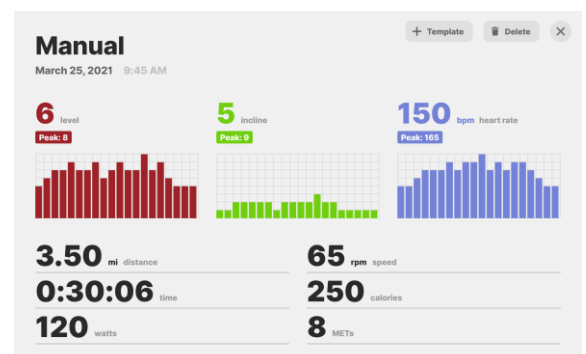 Manual
+ Template
Delete
March 25, 2021 9:45 AM
6 level
Peak: 8
5 incline
Peak: 9
150 bpm heart rate
Peak: 165
3.50 mi distance
65 rpm speed
0:30:06 time
250 calories
120 watts
8 METs